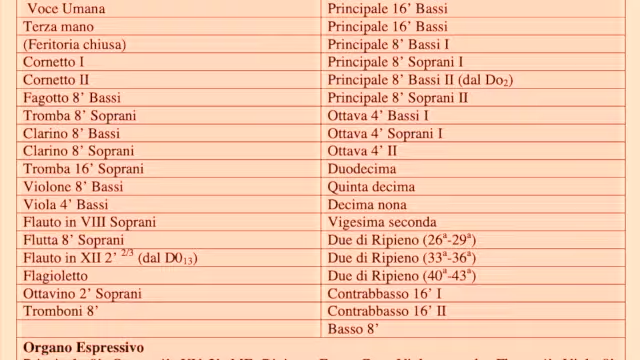 Voce Umana Principale 16' Bassi
Terza mano Principale 16' Bassi
(Feritoria chiusa) Principale 8' Bassi I
Cornetto I Principale 8' Soprani I
Cornetto II Principale 8' Bassi II (dal Do2)
Fagotto 8' Bassi Principale 8' Soprani II
Tromba 8' Soprani Ottava 4' Bassi I
Clarino 8' Bassi Ottava 4' Soprani I
Clarino 8' Soprani Ottava 4' II
Tromba 16' Soprani Duodecima
Violone 8' Bassi Quinta decima
Viola 4' Bassi Decima nona
Flauto in VIII Soprani Vigesima seconda
Flutta 8' Soprani Due di Ripieno (26ª-29ª)
Flauto in XII 2' 2/3 (dal D013) Due di Ripieno (33ª-36ª)
Flagioletto Due di Ripieno (40ª-43ª)
Ottavino 2' Soprani Contrabbasso 16' I
Tromboni 8' Contrabbasso 16' II
Basso 8'
Organo Espressivo